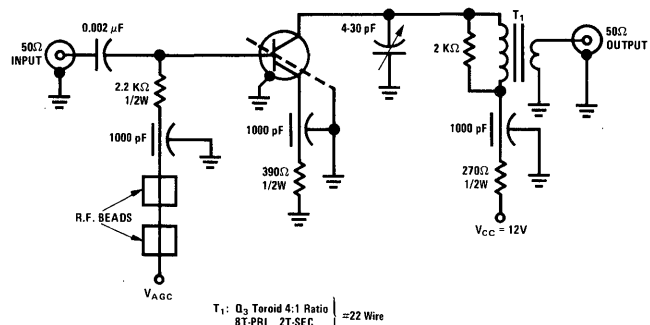 50Ω
INPUT
0.002 μF
2.2 KΩ
1/2W
1000 pF
R.F. BEADS
VAGC
1000 pF
390Ω
1/2W
4-30 pF
2 KΩ
T1
50Ω
OUTPUT
1000 pF
270Ω
1/2W
VCC = 12V
T1: Q3 Toroid 4:1 Ratio
8T-PRI 2T-SEC
=22 Wire